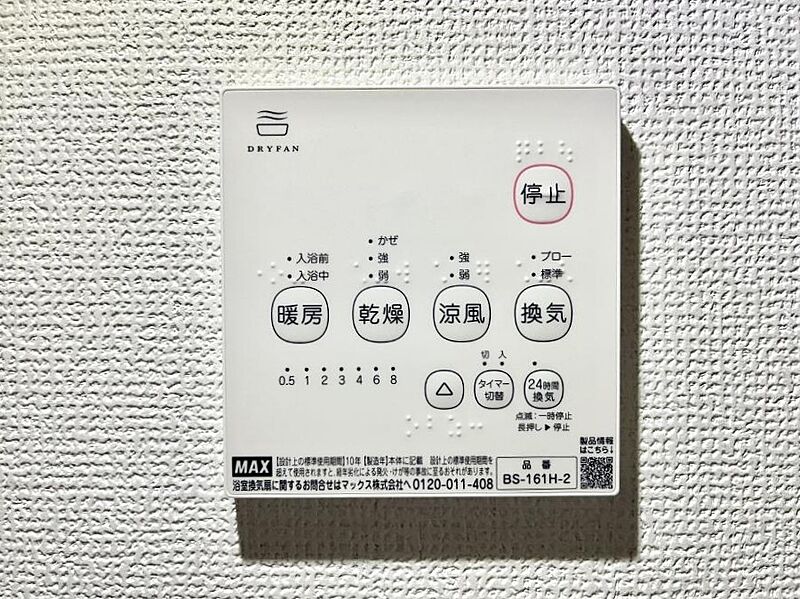 DRYFAN
停止
かぜ
入浴前 強 強 ブロー
入浴中 弱 弱 標準
暖房 乾燥 涼風 換気
切 入
0.5 1 2 3 4 6 8
△ タイマー切替 24時間換気
点滅:一時停止
長押し▶停止
製品情報
はこちら↓
MAX 【設計上の標準使用期間】10年 【製造年】本体に記載 設計上の標準使用期間を
超えて使用されますと、経年劣化による発火・けが等の事故に至るおそれがあります。
品番
浴室換気扇に関するお問合せはマックス株式会社へ 0120-011-408
BS-161H-2